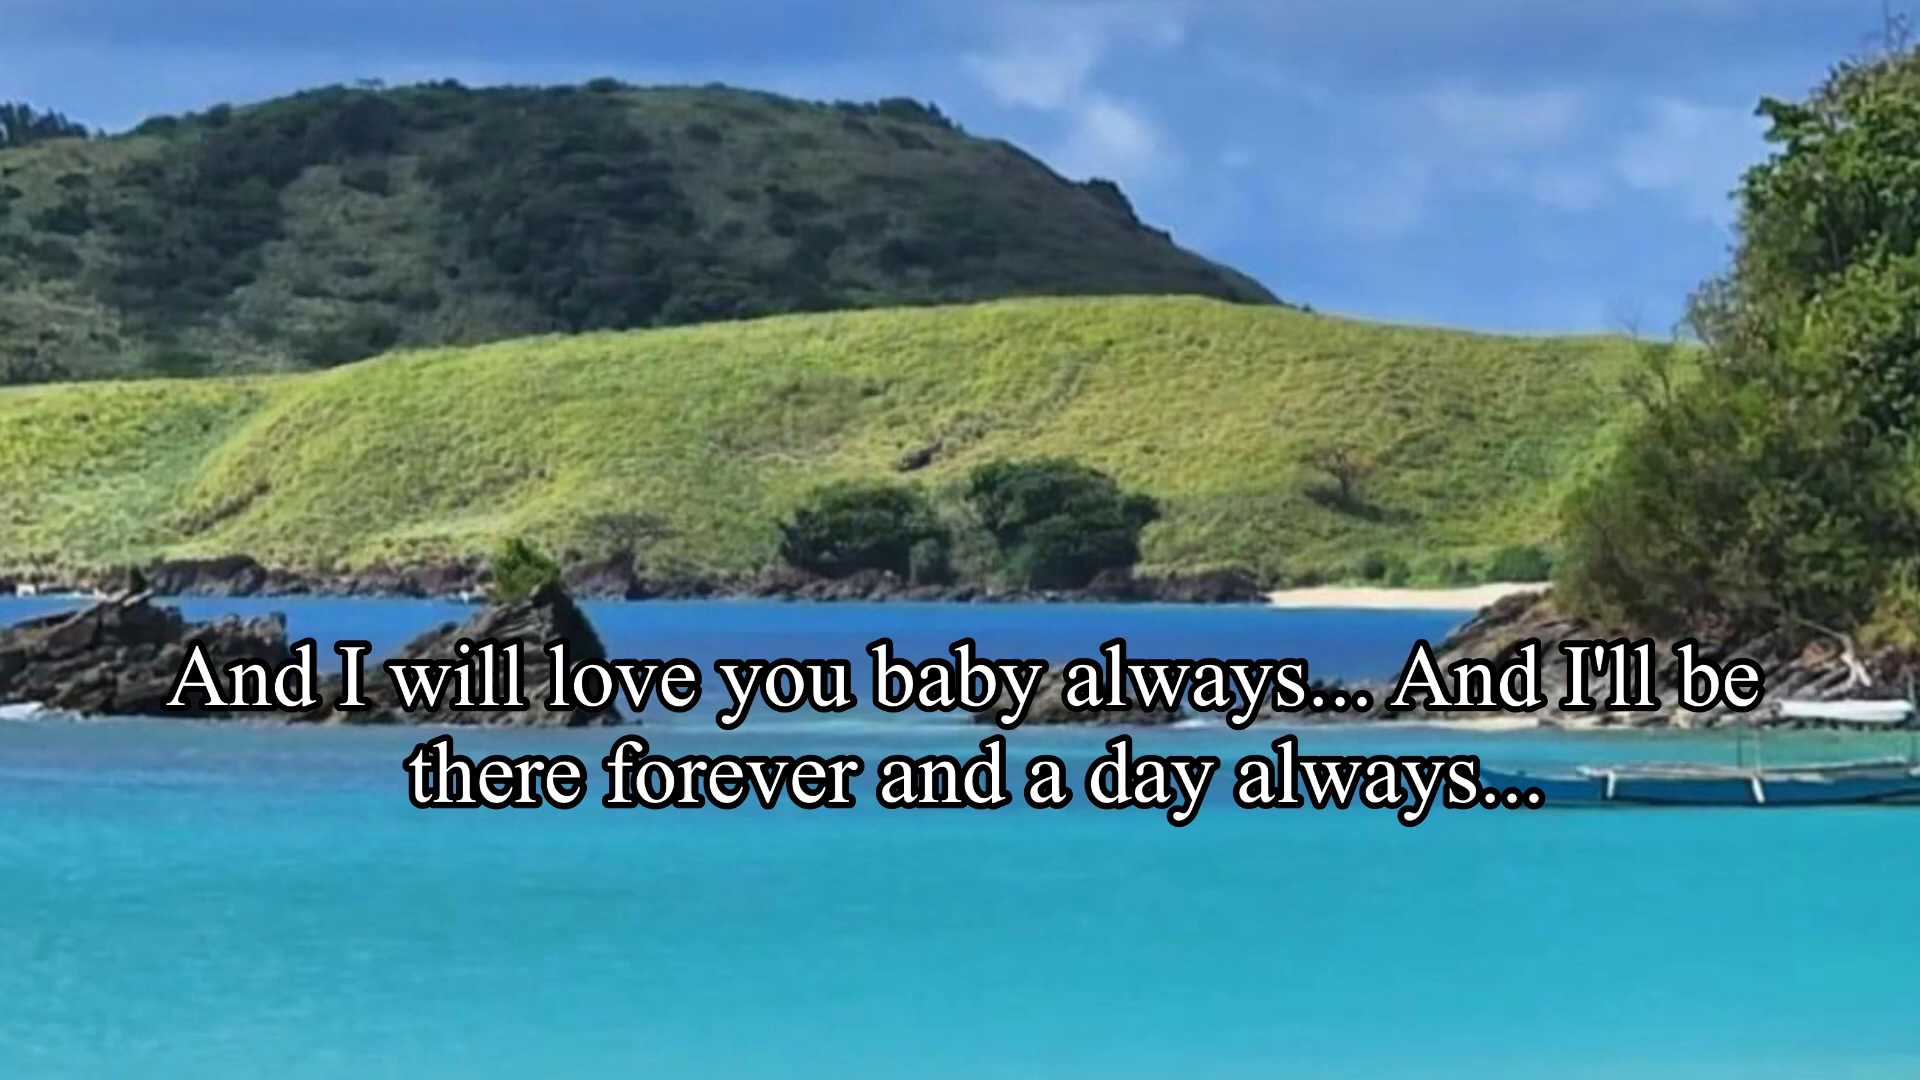 And I will love you baby always... And I'll be
there forever and a day always...